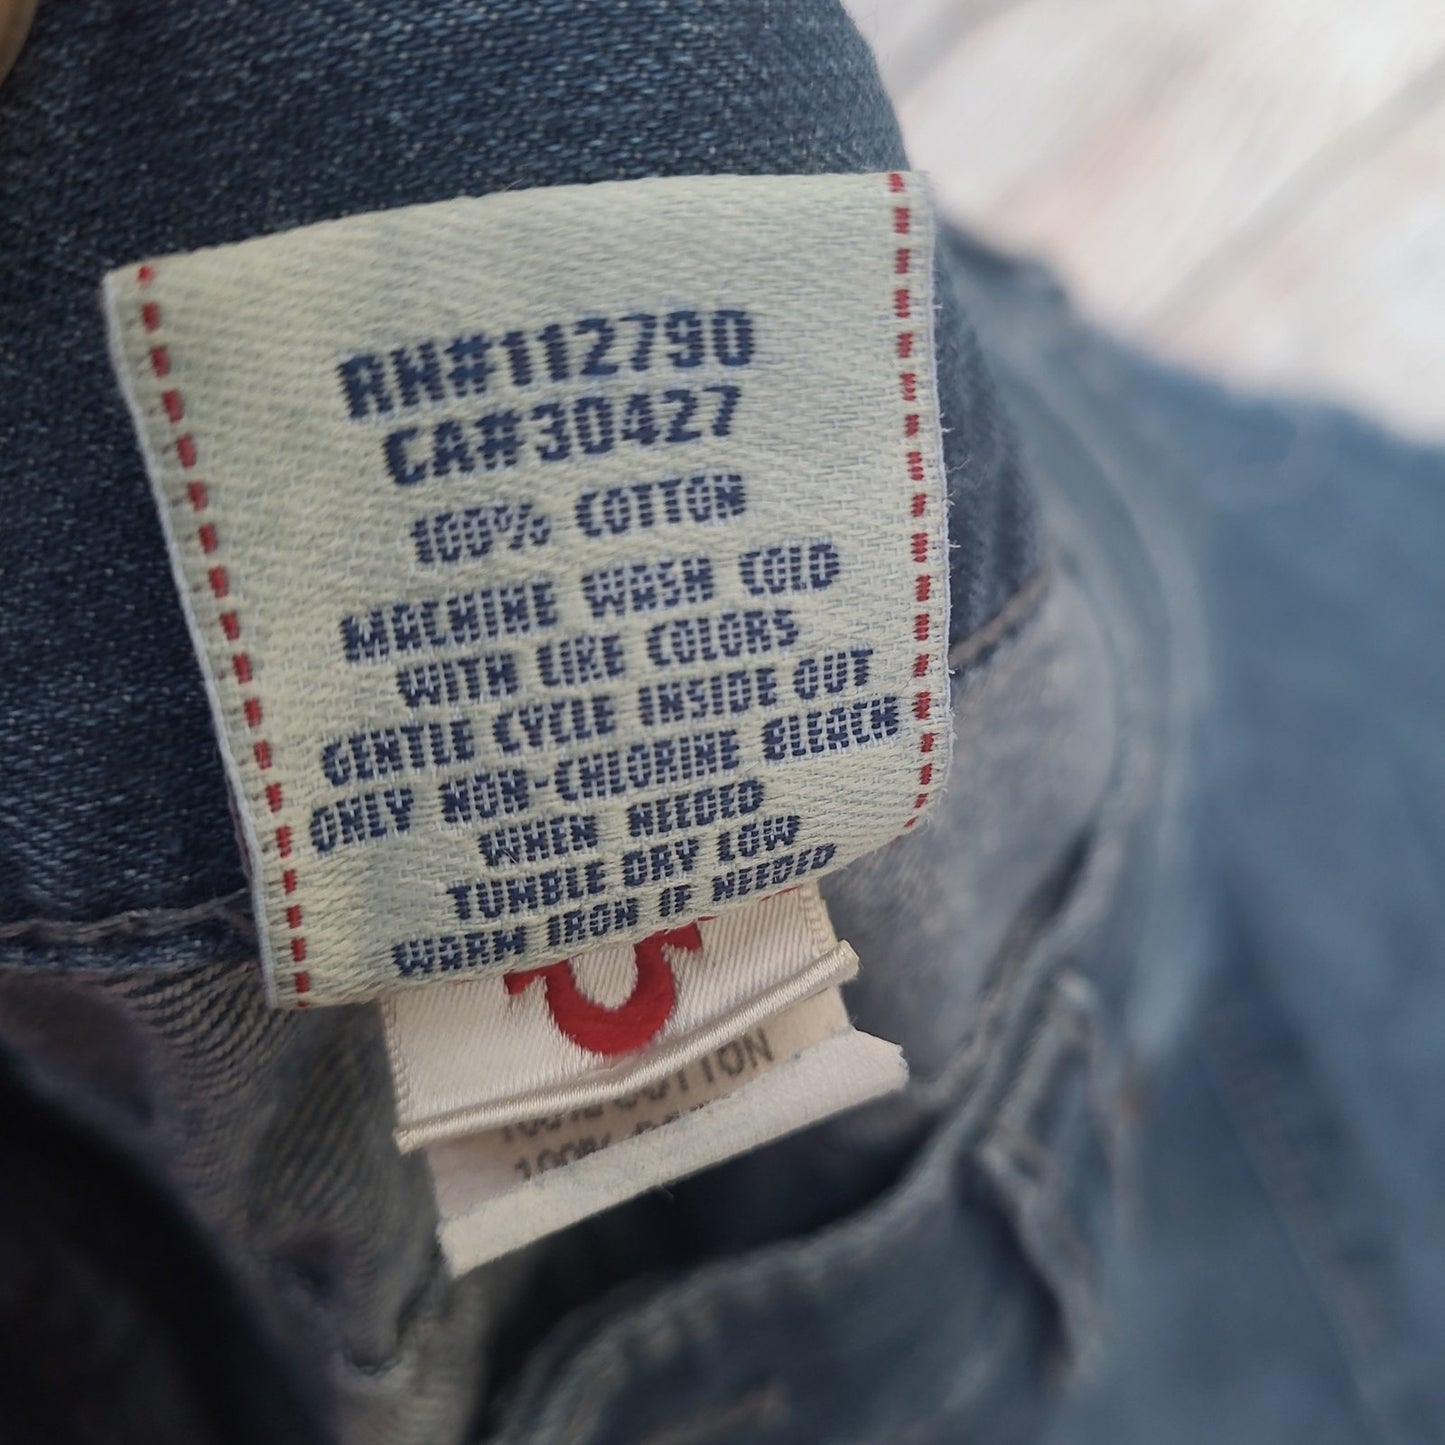 RN#112790
CA#30427
100% COTTON
MACHINE WASH COLD
WITH LIKE COLORS
GENTLE CYCLE INSIDE OUT
ONLY NON-CHLORINE BLEACH
WHEN NEEDED
TUMBLE DRY LOW
WARM IRON IF NEEDED
COTTON
100%